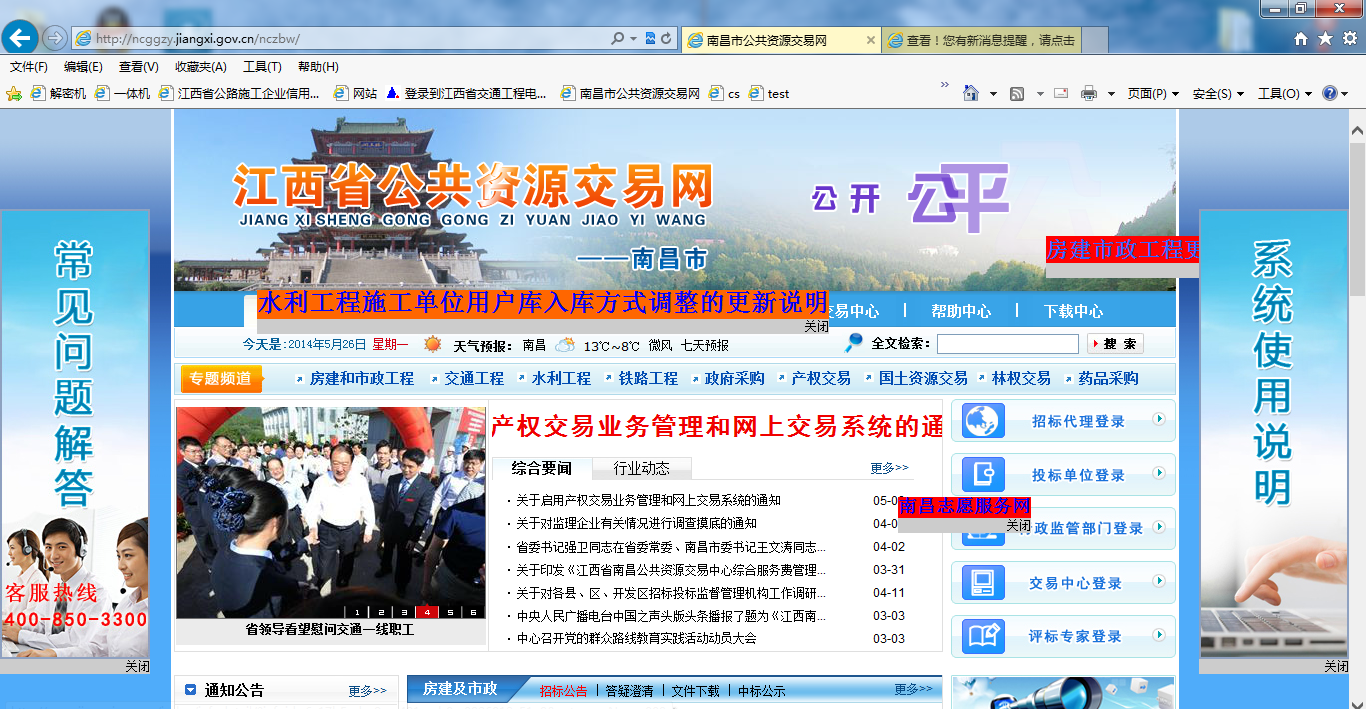 http://ncggzy.jiangxi.gov.cn/nczbw/
南昌市公共资源交易网
查看！您有新消息提醒，请点击
文件(F) 编辑(E) 查看(V) 收藏夹(A) 工具(T) 帮助(H)
解密机 一体机 江西省公路施工企业信用... 网站 登录到江西省交通工程电... 南昌市公共资源交易网 cs test
页面(P) 安全(S) 工具(O)
江西省公共资源交易网
JIANG XI SHENG GONG GONG ZI YUAN JIAO YI WANG
——南昌市
公开 公平
房建市政工程
水利工程施工单位用户库入库方式调整的更新说明
关闭
交易中心 | 帮助中心 | 下载中心
今天是:2014年5月26日 星期一 天气预报： 南昌 13℃~8℃ 微风 七天预报
全文检索： 搜 索
专题频道 房建和市政工程 交通工程 水利工程 铁路工程 政府采购 产权交易 国土资源交易 林权交易 药品采购
常见问题解答
客服热线
400-850-3300
关闭
系统使用说明
关闭
1 2 3 4 5 6
省领导看望慰问交通一线职工
产权交易业务管理和网上交易系统的通
综合要闻 行业动态 更多>>
· 关于启用产权交易业务管理和网上交易系统的通知 05-0
· 关于对监理企业有关情况进行调查摸底的通知 04-0
· 省委书记强卫同志在省委常委、南昌市委书记王文涛同志... 04-02
· 关于印发《江西省南昌公共资源交易中心综合服务费管理... 03-31
· 关于对各县、区、开发区招标投标监督管理机构工作调研... 04-11
· 中央人民广播电台中国之声头版头条播报了题为《江西南... 03-03
· 中心召开党的群众路线教育实践活动动员大会 03-03
招标代理登录
投标单位登录
南昌志愿服务网
关闭
政监管部门登录
交易中心登录
评标专家登录
通知公告 更多>>
房建及市政 招标公告 | 答疑澄清 | 文件下载 | 中标公示 更多>>